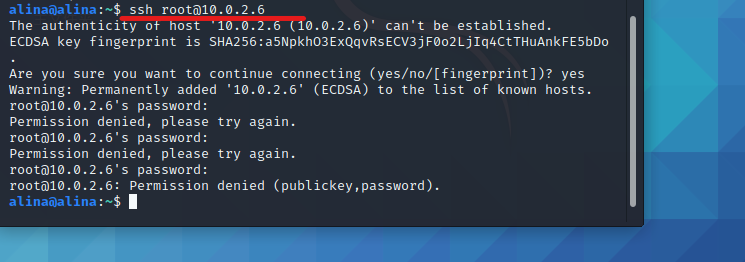 alina@alina:~$ ssh root@10.0.2.6
The authenticity of host '10.0.2.6 (10.0.2.6)' can't be established.
ECDSA key fingerprint is SHA256:a5NpkhO3ExQqvRsECV3jF0o2LjIq4CtTHuAnkFE5bDo
.
Are you sure you want to continue connecting (yes/no/[fingerprint])? yes
Warning: Permanently added '10.0.2.6' (ECDSA) to the list of known hosts.
root@10.0.2.6's password:
Permission denied, please try again.
root@10.0.2.6's password:
Permission denied, please try again.
root@10.0.2.6's password:
root@10.0.2.6: Permission denied (publickey,password).
alina@alina:~$